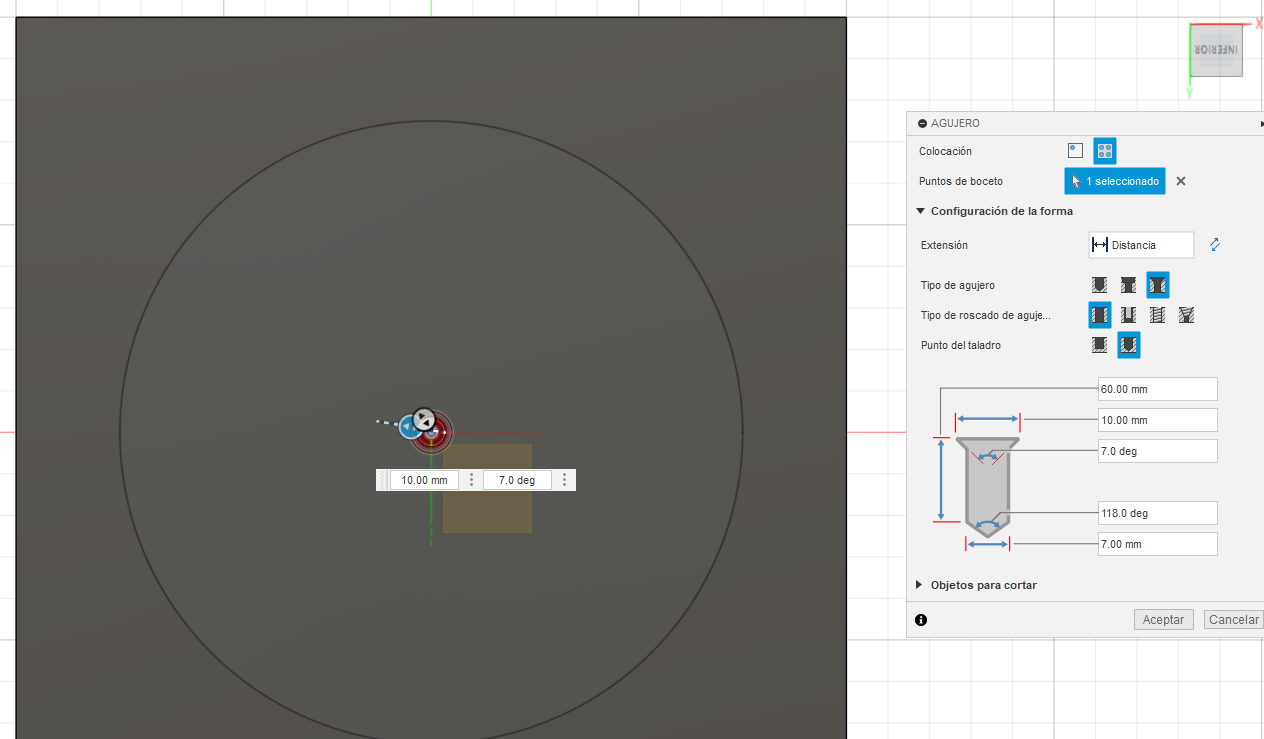 X
INFERIOR
Y
AGUJERO
Colocación
Puntos de boceto
1 seleccionado
Configuración de la forma
Extensión
Distancia
Tipo de agujero
Tipo de roscado de aguje...
Punto del taladro
60.00 mm
10.00 mm
7.0 deg
118.0 deg
7.00 mm
10.00 mm
7.0 deg
Objetos para cortar
Aceptar
Cancelar